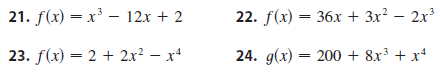 21. f(x) = x³ − 12x + 2 22. f(x) = 36x + 3x² − 2x³
23. f(x) = 2 + 2x² − x⁴ 24. g(x) = 200 + 8x³ + x⁴